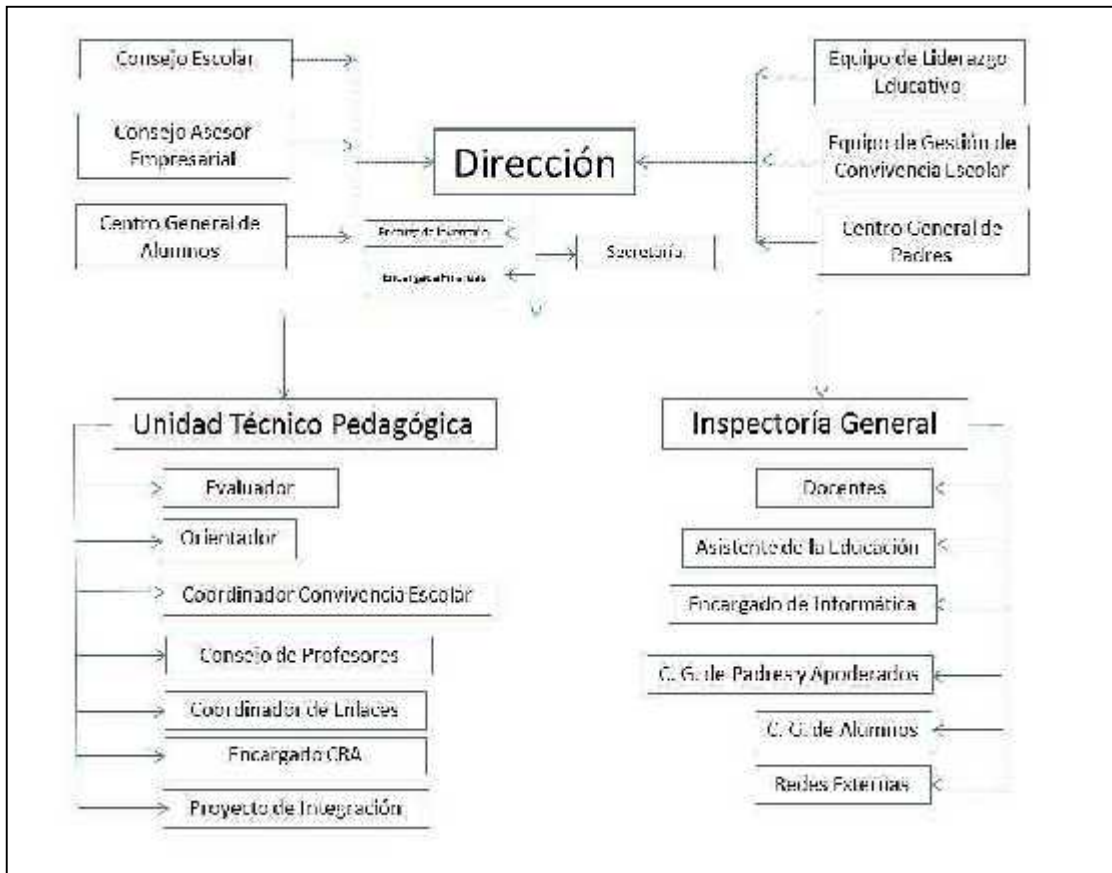 Consejo Escolar
Consejo Asesor
Empresarial
Centro General de
Alumnos
Dirección
Secretaría
Equipo de Liderazgo
Educativo
Equipo de Gestión de
Convivencia Escolar
Centro General de
Padres
Unidad Técnico Pedagógica
Evaluador
Orientador
Coordinador Convivencia Escolar
Consejo de Profesores
Coordinador de Enlaces
Encargado CRA
Proyecto de Integración
Inspectoría General
Docentes
Asistente de la Educación
Encargado de Informática
C. G. de Padres y Apoderados
C. G. de Alumnos
Redes Externas